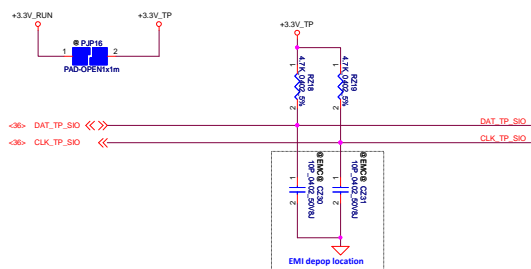 +3.3V_RUN
+3.3V_TP
@ PJP16
1
2
PAD-OPEN1x1m
+3.3V_TP
1
1
4.7K_0402_5%
RZ18
4.7K_0402_5%
RZ19
2
2
<36> DAT_TP_SIO
DAT_TP_SIO
<36> CLK_TP_SIO
CLK_TP_SIO
1
1
@EMC@ CZ30
10P_0402_50V8J
@EMC@ CZ31
10P_0402_50V8J
2
2
EMI depop location